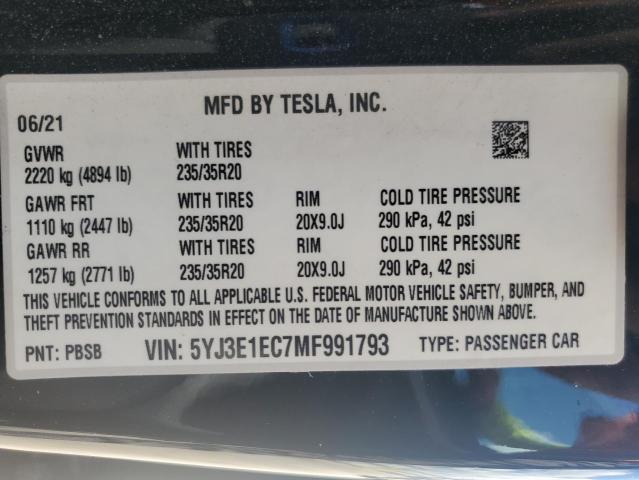 MFD BY TESLA, INC.
06/21
GVWR WITH TIRES
2220 kg (4894 lb) 235/35R20
GAWR FRT WITH TIRES RIM COLD TIRE PRESSURE
1110 kg (2447 lb) 235/35R20 20X9.0J 290 kPa, 42 psi
GAWR RR WITH TIRES RIM COLD TIRE PRESSURE
1257 kg (2771 lb) 235/35R20 20X9.0J 290 kPa, 42 psi
THIS VEHICLE CONFORMS TO ALL APPLICABLE U.S. FEDERAL MOTOR VEHICLE SAFETY, BUMPER, AND
THEFT PREVENTION STANDARDS IN EFFECT ON THE DATE OF MANUFACTURE SHOWN ABOVE.
PNT: PBSB VIN: 5YJ3E1EC7MF991793 TYPE: PASSENGER CAR